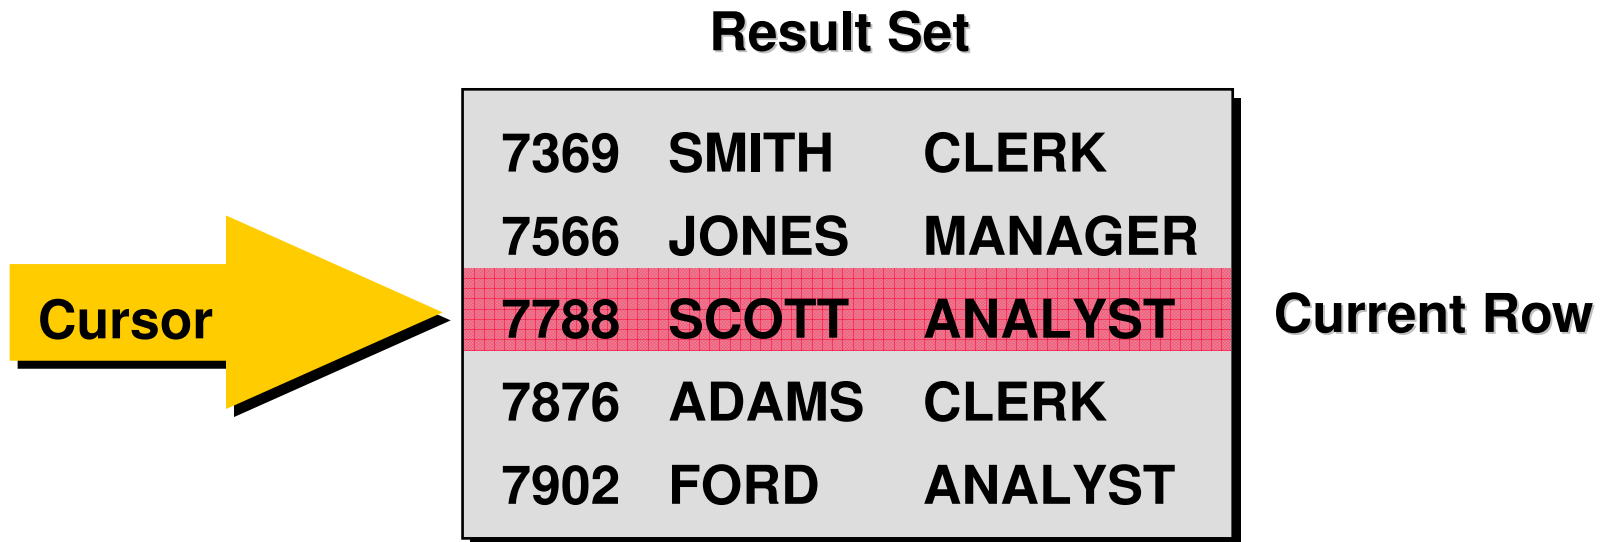 Result Set
7369 SMITH CLERK
7566 JONES MANAGER
Cursor 7788 SCOTT ANALYST Current Row
7876 ADAMS CLERK
7902 FORD ANALYST